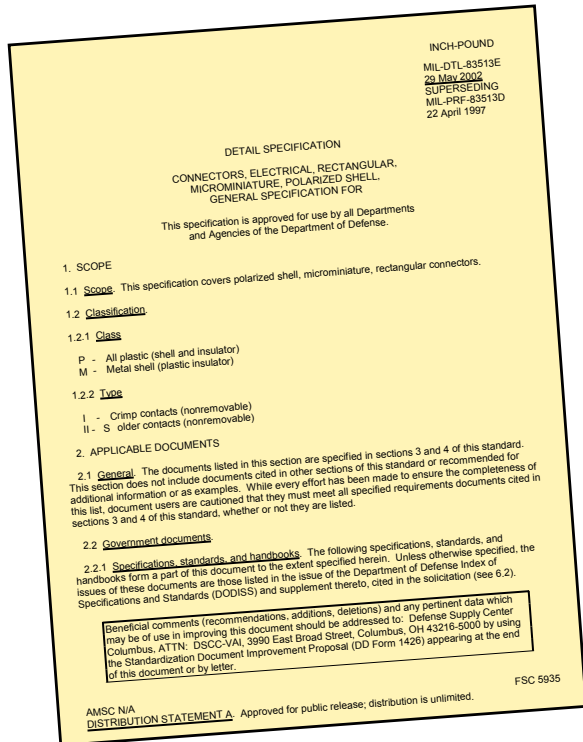 INCH-POUND
MIL-DTL-83513E
29 May 2002
SUPERSEDING
MIL-PRF-83513D
22 April 1997
DETAIL SPECIFICATION
CONNECTORS, ELECTRICAL, RECTANGULAR,
MICROMINIATURE, POLARIZED SHELL,
GENERAL SPECIFICATION FOR
This specification is approved for use by all Departments
and Agencies of the Department of Defense.
1. SCOPE
1.1 Scope. This specification covers polarized shell, microminiature, rectangular connectors.
1.2 Classification.
1.2.1 Class
P - All plastic (shell and insulator)
M - Metal shell (plastic insulator)
1.2.2 Type
I - Crimp contacts (nonremovable)
II - S older contacts (nonremovable)
2. APPLICABLE DOCUMENTS
2.1 General. The documents listed in this section are specified in sections 3 and 4 of this standard.
This section does not include documents cited in other sections of this standard or recommended for
additional information or as examples. While every effort has been made to ensure the completeness of
this list, document users are cautioned that they must meet all specified requirements documents cited in
sections 3 and 4 of this standard, whether or not they are listed.
2.2 Government documents.
2.2.1 Specifications, standards, and handbooks. The following specifications, standards, and
handbooks form a part of this document to the extent specified herein. Unless otherwise specified, the
issues of these documents are those listed in the issue of the Department of Defense Index of
Specifications and Standards (DODISS) and supplement thereto, cited in the solicitation (see 6.2).
Beneficial comments (recommendations, additions, deletions) and any pertinent data which
may be of use in improving this document should be addressed to: Defense Supply Center
Columbus, ATTN: DSCC-VAI, 3990 East Broad Street, Columbus, OH 43216-5000 by using
the Standardization Document Improvement Proposal (DD Form 1426) appearing at the end
of this document or by letter.
AMSC N/A FSC 5935
DISTRIBUTION STATEMENT A. Approved for public release; distribution is unlimited.